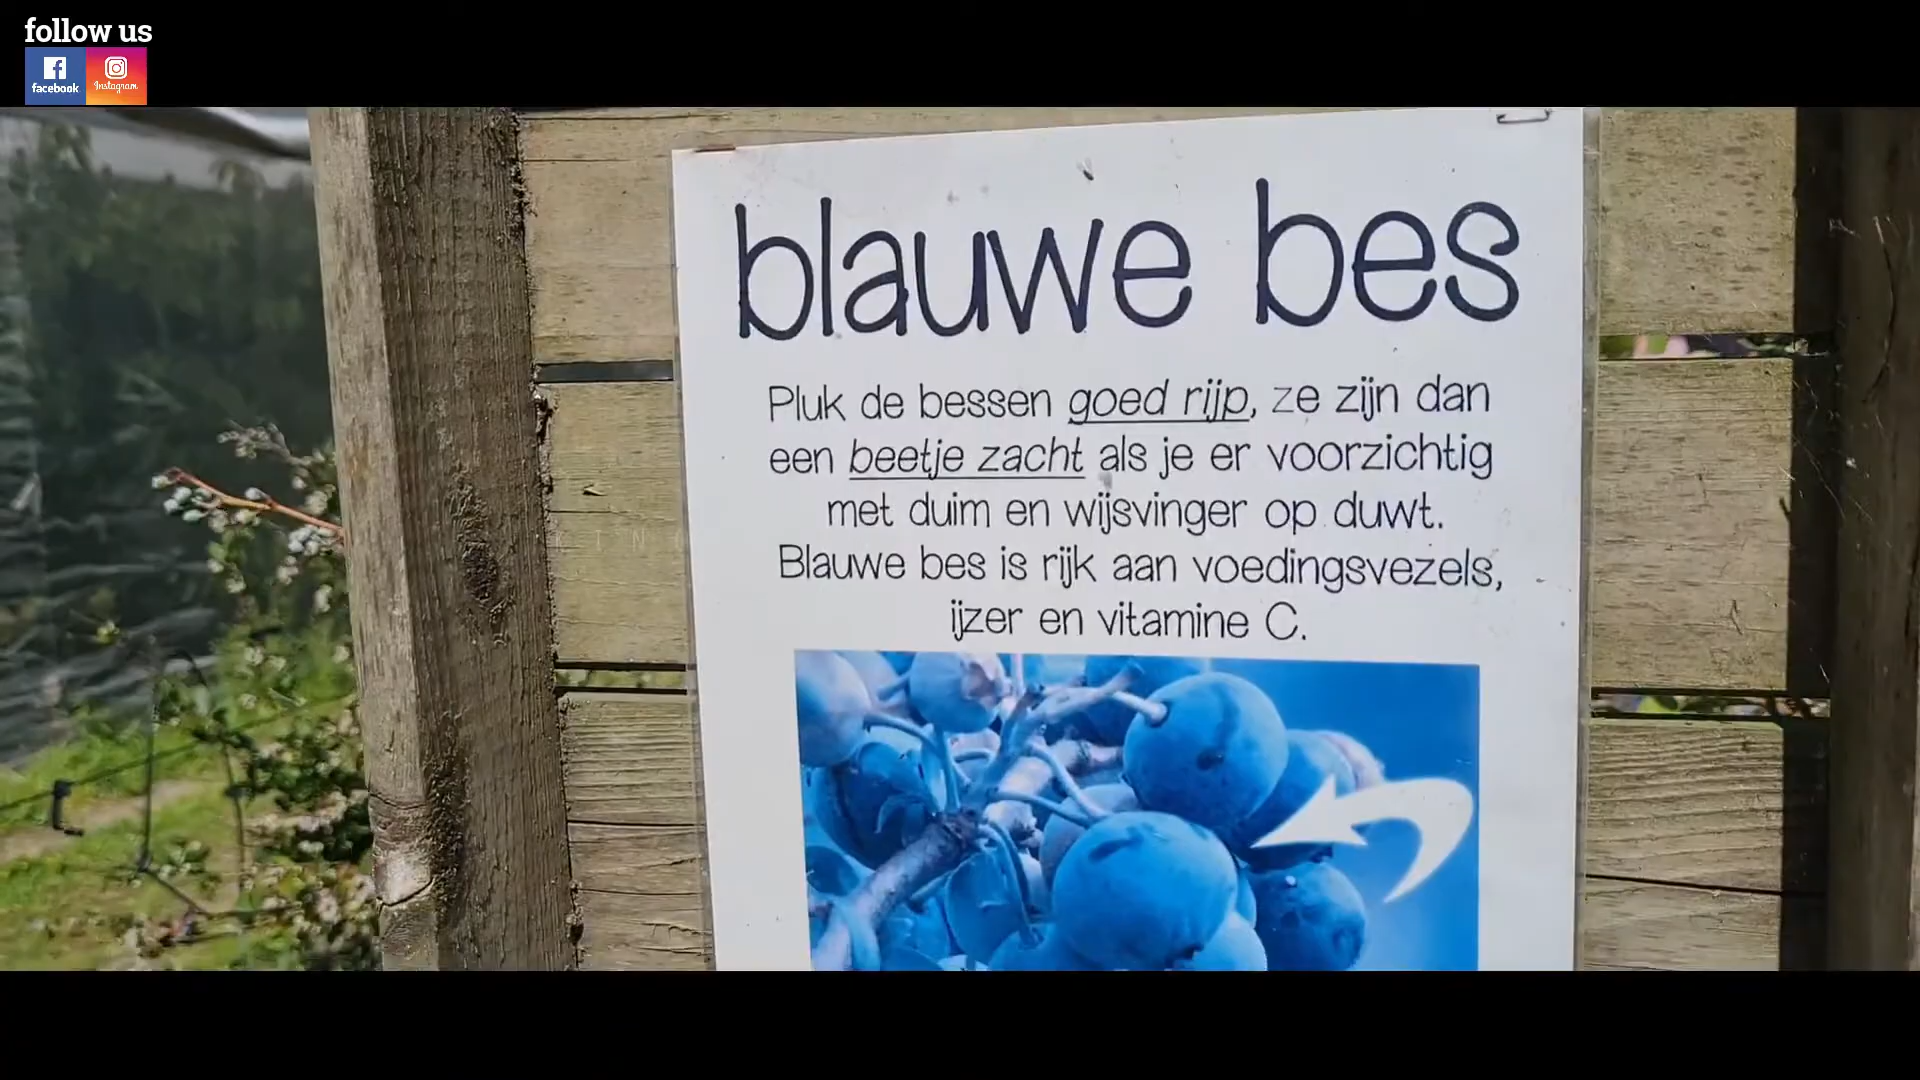 follow us
facebook
Instagram
blauwe bes
Pluk de bessen goed rijp, ze zijn dan
een beetje zacht als je er voorzichtig
met duim en wijsvinger op duwt.
Blauwe bes is rijk aan voedingsvezels,
ijzer en vitamine C.